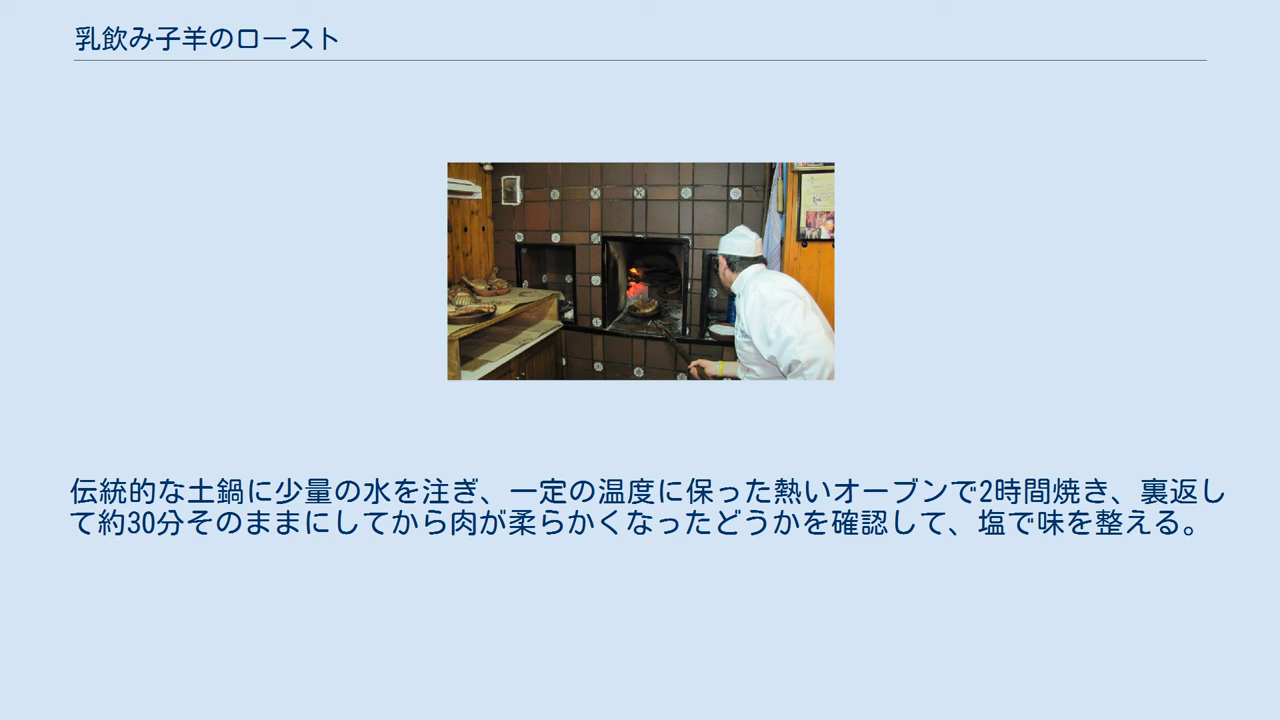 乳飲み子羊のロースト
伝統的な土鍋に少量の水を注ぎ、一定の温度に保った熱いオーブンで2時間焼き、裏返し
て約30分そのままにしてから肉が柔らかくなったどうかを確認して、塩で味を整える。